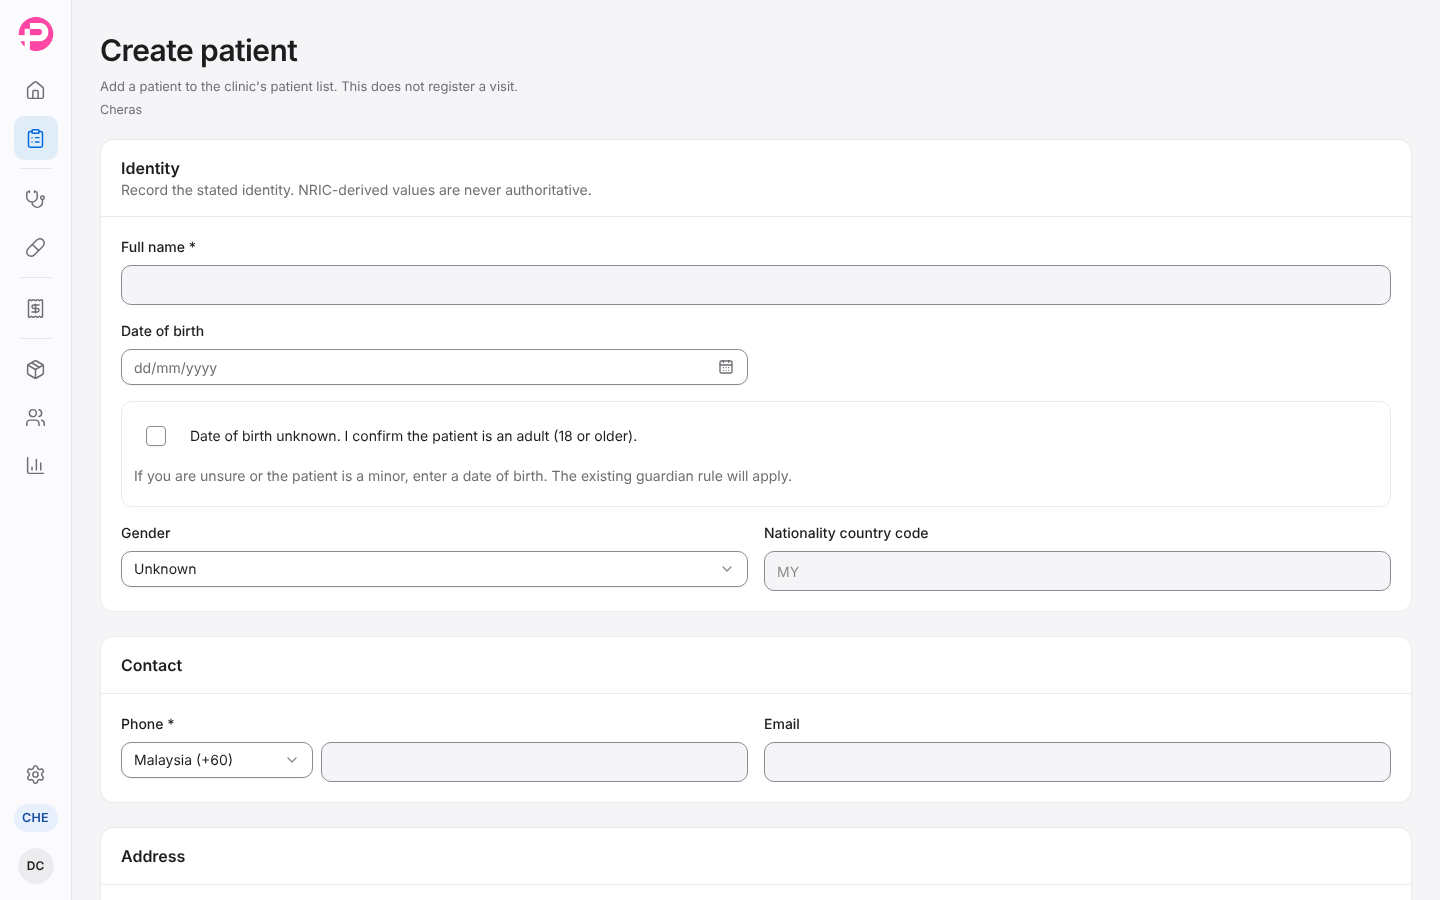 Create patient
Add a patient to the clinic's patient list. This does not register a visit.
Cheras
Identity
Record the stated identity. NRIC-derived values are never authoritative.
Full name *
Date of birth
dd/mm/yyyy
Date of birth unknown. I confirm the patient is an adult (18 or older).
If you are unsure or the patient is a minor, enter a date of birth. The existing guardian rule will apply.
Gender
Nationality country code
Unknown
MY
Contact
Phone *
Email
Malaysia (+60)
Address
CHE
DC